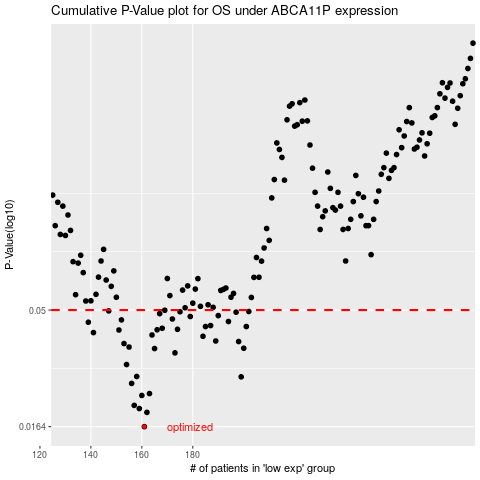 Cumulative P-Value plot for OS under ABCA11P expression
P-Value(log10)
0.05
0.0164
optimized
120 140 160 180
# of patients in 'low exp' group